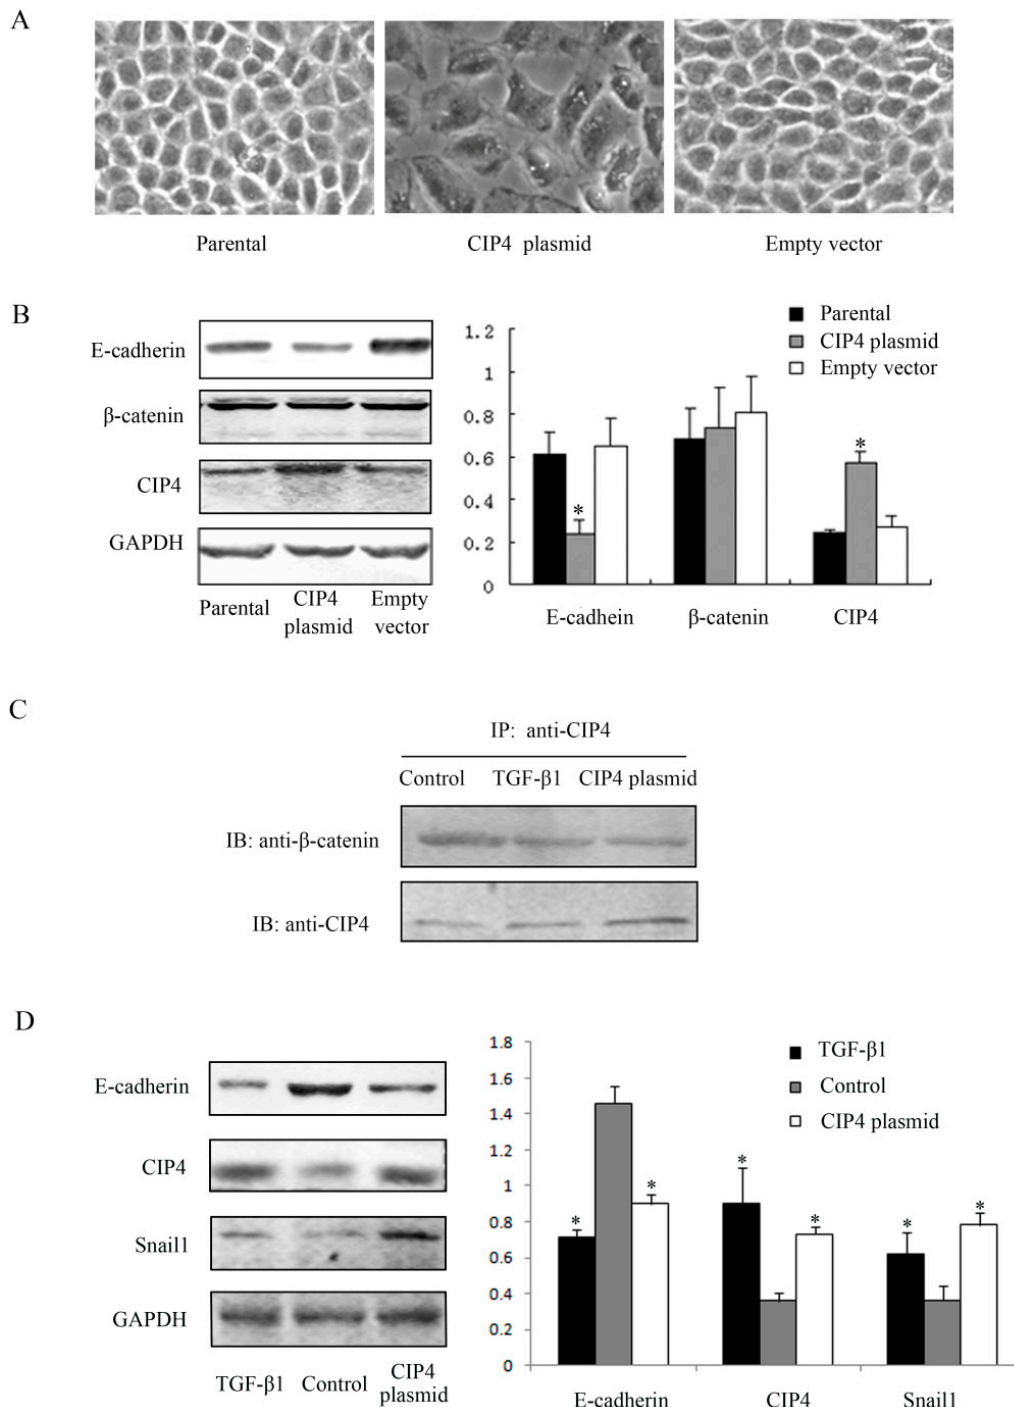 A
Parental CIP4 plasmid Empty vector
B
E-cadherin
β-catenin
CIP4
GAPDH
Parental CIP4 plasmid Empty vector
Parental
CIP4 plasmid
Empty vector
1.2
1
0.8
0.6
0.4
0.2
0
*
*
E-cadhein β-catenin CIP4
C
IP: anti-CIP4
Control TGF-β1 CIP4 plasmid
IB: anti-β-catenin
IB: anti-CIP4
D
E-cadherin
CIP4
Snail1
GAPDH
TGF-β1 Control CIP4 plasmid
TGF-β1
Control
CIP4 plasmid
1.8
1.6
1.4
1.2
1
0.8
0.6
0.4
0.2
0
*
*
*
*
*
*
E-cadherin CIP4 Snail1